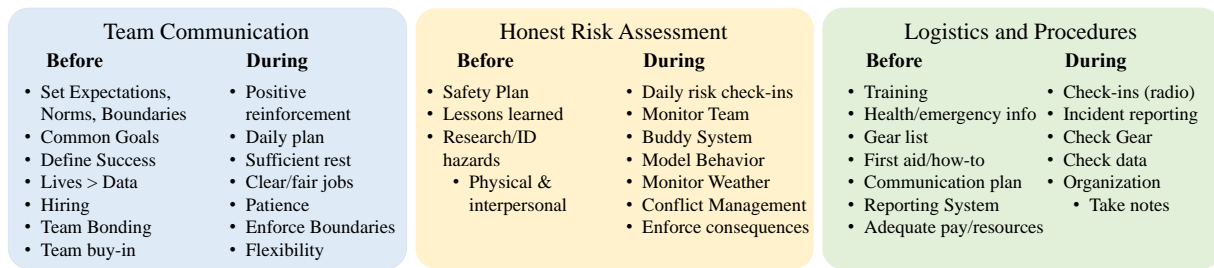 Team Communication
Before
• Set Expectations,
Norms, Boundaries
• Common Goals
• Define Success
• Lives > Data
• Hiring
• Team Bonding
• Team buy-in
During
• Positive
reinforcement
• Daily plan
• Sufficient rest
• Clear/fair jobs
• Patience
• Enforce Boundaries
• Flexibility
Honest Risk Assessment
Before
• Safety Plan
• Lessons learned
• Research/ID
hazards
• Physical &
interpersonal
During
• Daily risk check-ins
• Monitor Team
• Buddy System
• Model Behavior
• Monitor Weather
• Conflict Management
• Enforce consequences
Logistics and Procedures
Before
• Training
• Health/emergency info
• Gear list
• First aid/how-to
• Communication plan
• Reporting System
• Adequate pay/resources
During
• Check-ins (radio)
• Incident reporting
• Check Gear
• Check data
• Organization
• Take notes